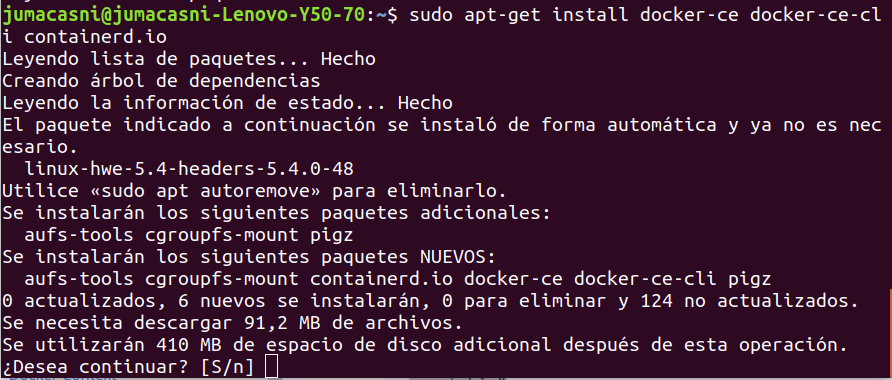 jumacasni@jumacasni-Lenovo-Y50-70:~$ sudo apt-get install docker-ce docker-ce-cl
i containerd.io
Leyendo lista de paquetes... Hecho
Creando árbol de dependencias
Leyendo la información de estado... Hecho
El paquete indicado a continuación se instaló de forma automática y ya no es nec
esario.
  linux-hwe-5.4-headers-5.4.0-48
Utilice «sudo apt autoremove» para eliminarlo.
Se instalarán los siguientes paquetes adicionales:
  aufs-tools cgroupfs-mount pigz
Se instalarán los siguientes paquetes NUEVOS:
  aufs-tools cgroupfs-mount containerd.io docker-ce docker-ce-cli pigz
0 actualizados, 6 nuevos se instalarán, 0 para eliminar y 124 no actualizados.
Se necesita descargar 91,2 MB de archivos.
Se utilizarán 410 MB de espacio de disco adicional después de esta operación.
¿Desea continuar? [S/n]